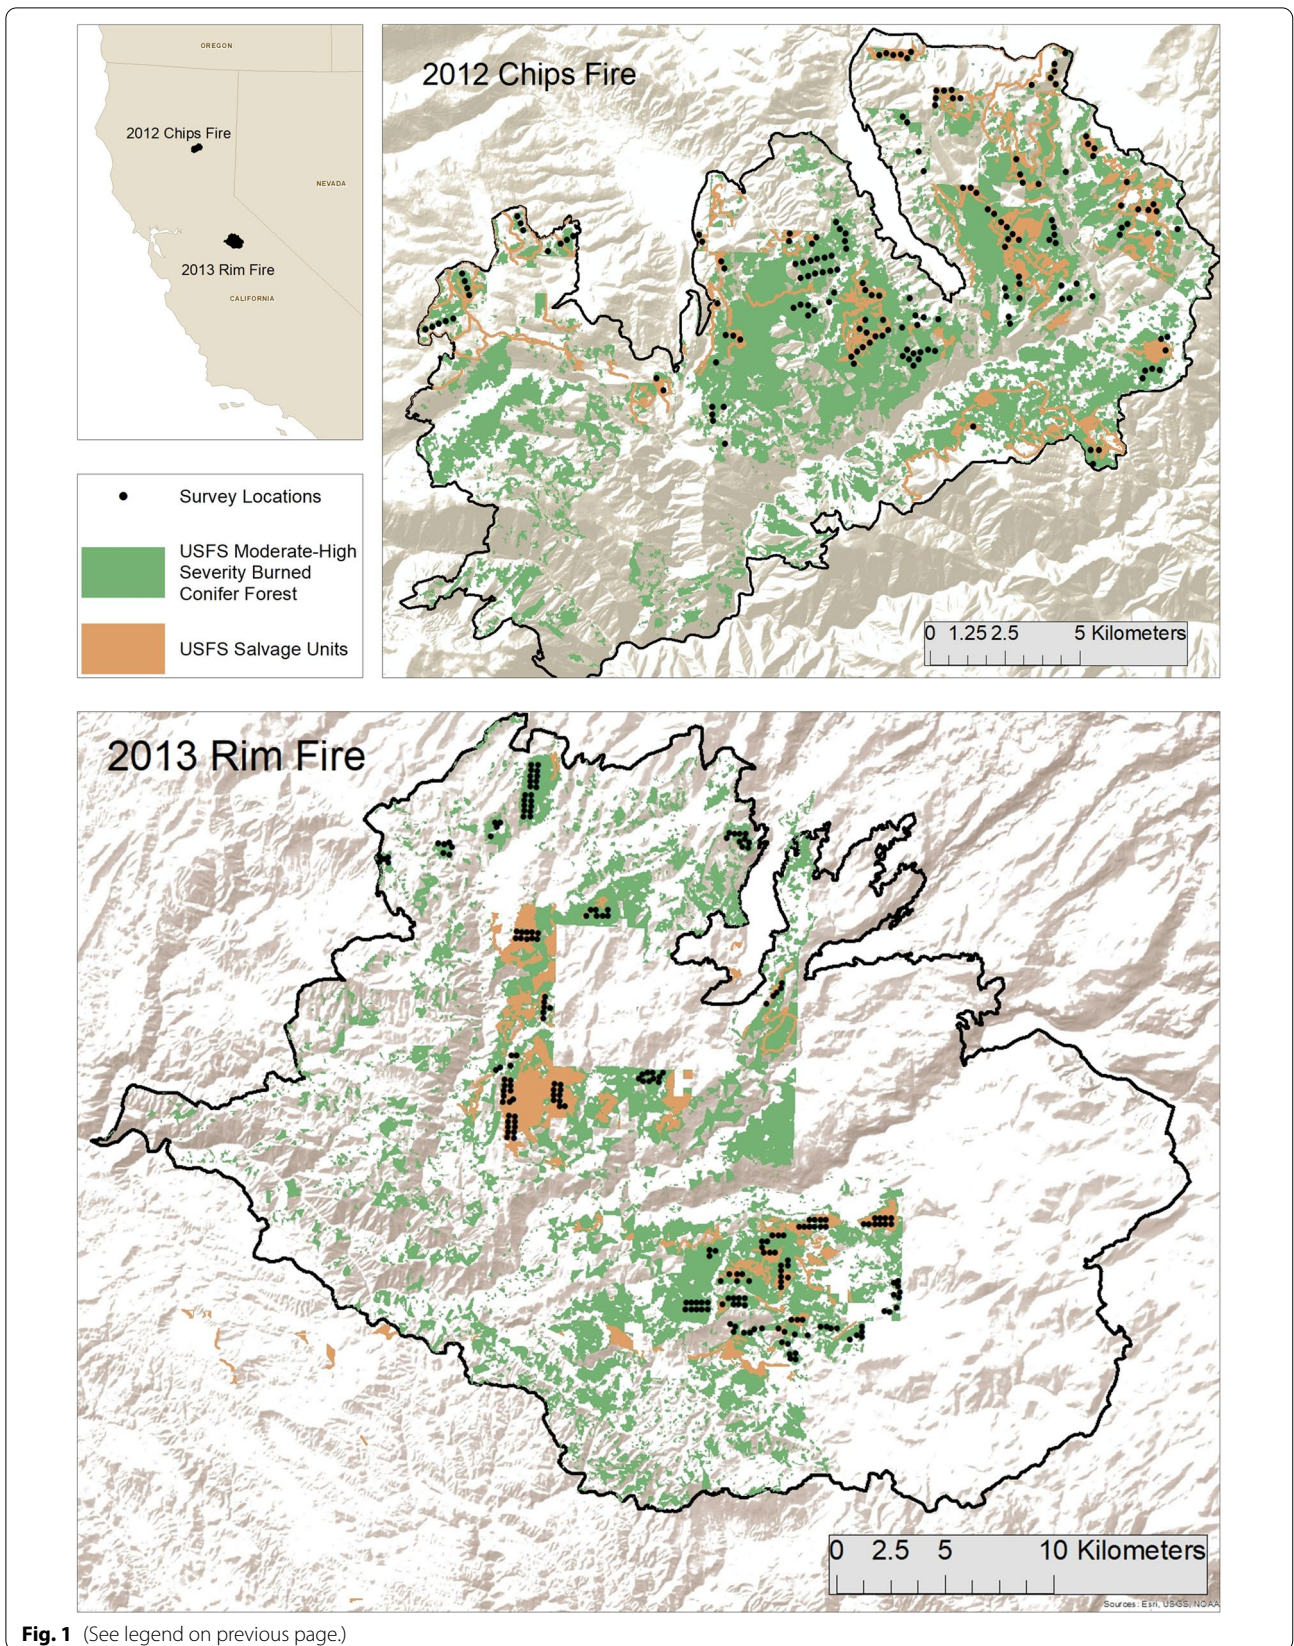 OREGON
2012 Chips Fire
NEVADA
2013 Rim Fire
CALIFORNIA
2012 Chips Fire
0 1.25 2.5 5 Kilometers
Survey Locations
USFS Moderate-High
Severity Burned
Conifer Forest
USFS Salvage Units
2013 Rim Fire
0 2.5 5 10 Kilometers
Sources: Esri, USGS, NOAA
Fig. 1 (See legend on previous page.)